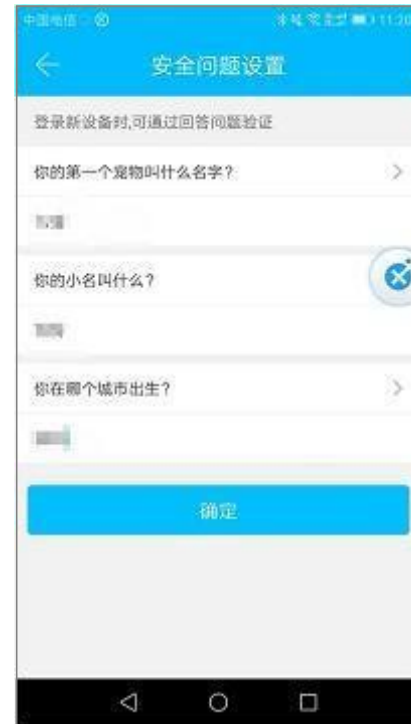 中国电信
11:20
安全问题设置
登录新设备时,可通过回答问题验证
你的第一个宠物叫什么名字?
你的小名叫什么?
你在哪个城市出生?
确定